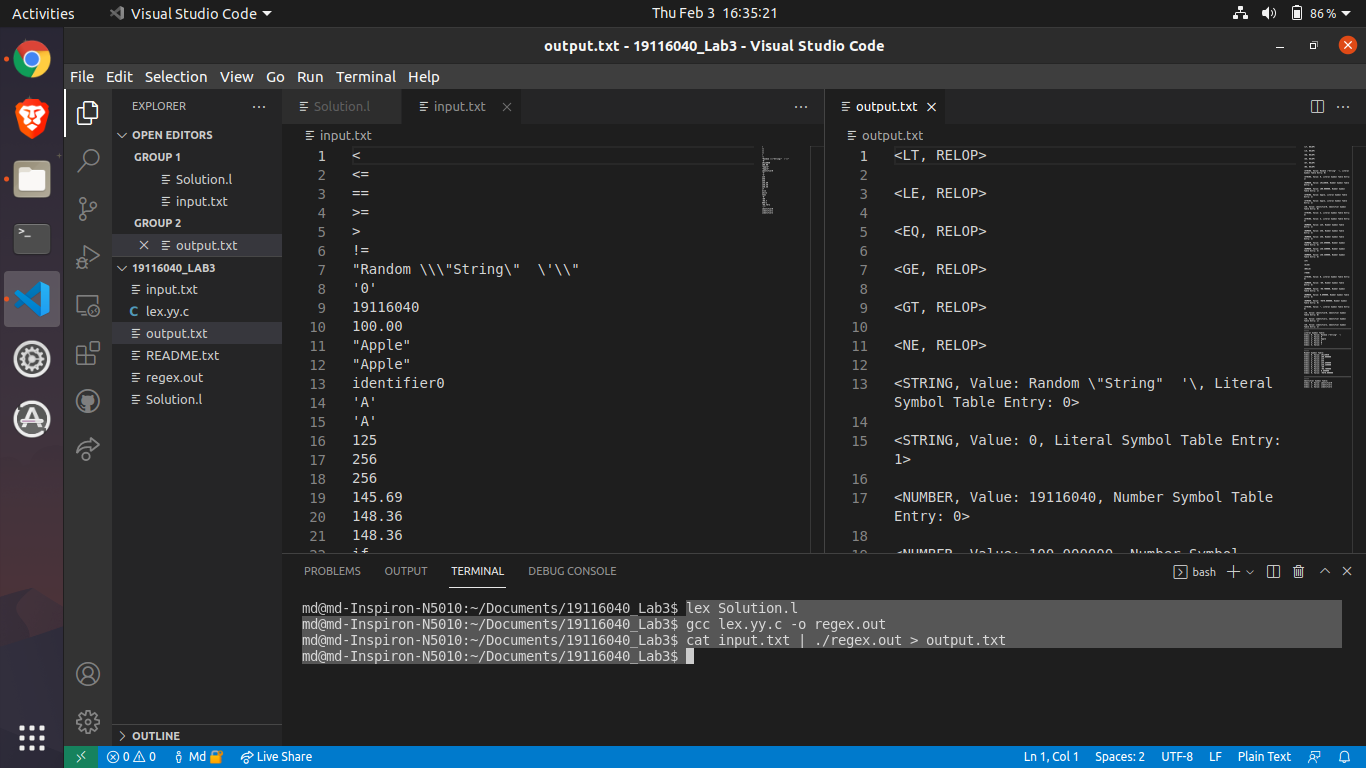 Activities Visual Studio Code Thu Feb 3 16:35:21 86 %
output.txt - 19116040_Lab3 - Visual Studio Code
File Edit Selection View Go Run Terminal Help
EXPLORER
OPEN EDITORS
GROUP 1
Solution.l
input.txt
GROUP 2
output.txt
19116040_LAB3
input.txt
C lex.yy.c
output.txt
README.txt
regex.out
Solution.l
OUTLINE
Solution.l input.txt
input.txt
1 <
2 <=
3 ==
4 >=
5 >
6 !=
7 "Random \\\"String\"  \'\\"
8 '0'
9 19116040
10 100.00
11 "Apple"
12 "Apple"
13 identifier0
14 'A'
15 'A'
16 125
17 256
18 256
19 145.69
20 148.36
21 148.36
22 if
output.txt
output.txt
1 <LT, RELOP>
2
3 <LE, RELOP>
4
5 <EQ, RELOP>
6
7 <GE, RELOP>
8
9 <GT, RELOP>
10
11 <NE, RELOP>
12
13 <STRING, Value: Random \"String"  '\, Literal
Symbol Table Entry: 0>
14
15 <STRING, Value: 0, Literal Symbol Table Entry:
1>
16
17 <NUMBER, Value: 19116040, Number Symbol Table
Entry: 0>
18
19 <NUMBER, Value: 100.000000, Number Symbol
PROBLEMS OUTPUT TERMINAL DEBUG CONSOLE bash
md@md-Inspiron-N5010:~/Documents/19116040_Lab3$ lex Solution.l
md@md-Inspiron-N5010:~/Documents/19116040_Lab3$ gcc lex.yy.c -o regex.out
md@md-Inspiron-N5010:~/Documents/19116040_Lab3$ cat input.txt | ./regex.out > output.txt
md@md-Inspiron-N5010:~/Documents/19116040_Lab3$
0 0 Md Live Share Ln 1, Col 1 Spaces: 2 UTF-8 LF Plain Text